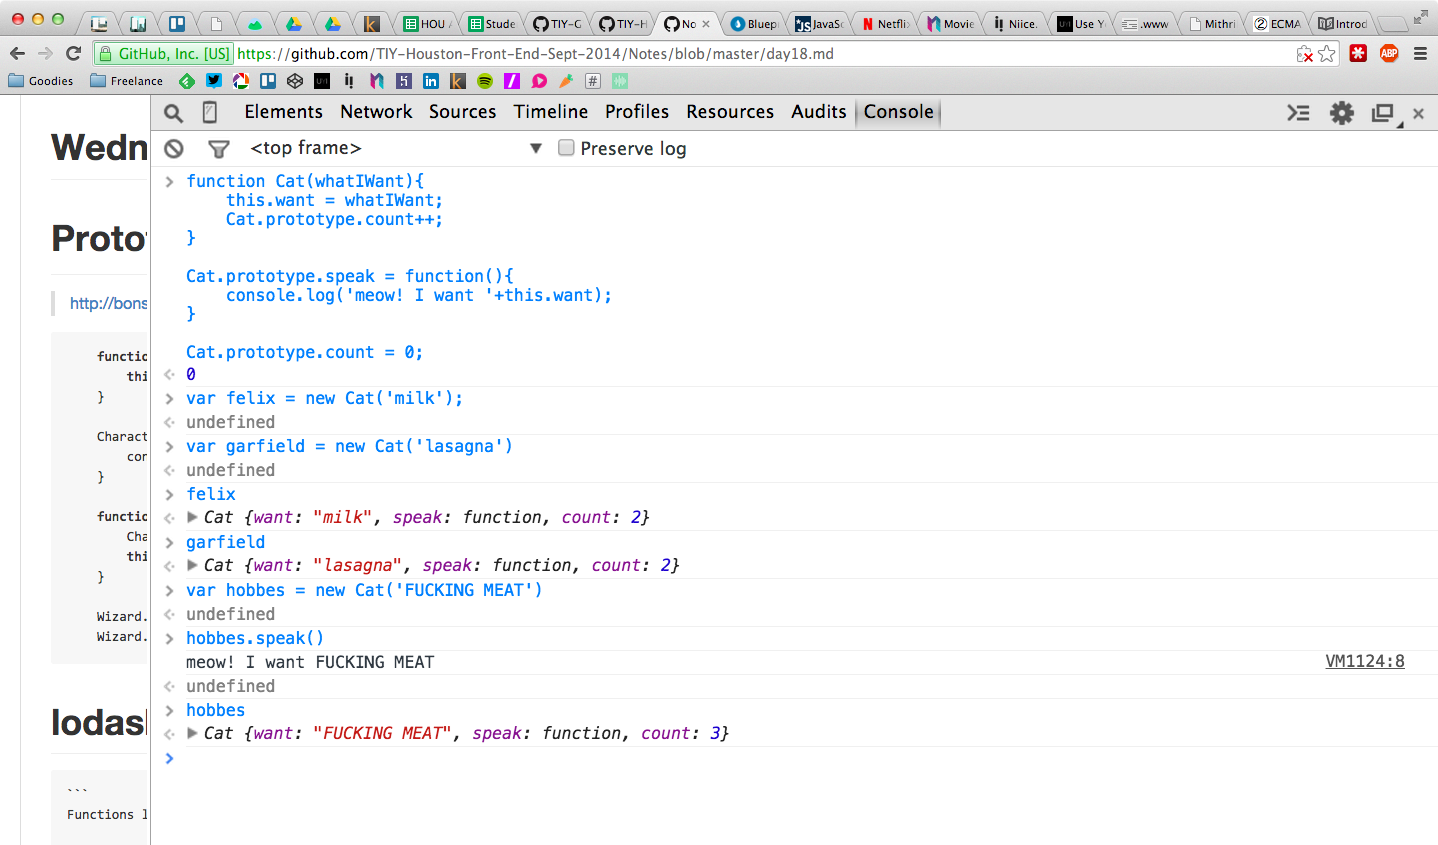 HOU A
Stude
TIY-G
TIY-H
No
Bluep
JavaSc
Netflix
Movie
Niice.
Use Y
.www
Mithri
ECMA
Introd
GitHub, Inc. [US]
https://github.com/TIY-Houston-Front-End-Sept-2014/Notes/blob/master/day18.md
ABP
Goodies
Freelance
Elements Network Sources Timeline Profiles Resources Audits Console
<top frame>
Preserve log
Wedn
Proto
http://bons
functio
thi
}
Charact
con
}
functio
Cha
thi
}
Wizard.
Wizard.
lodas
```
Functions l
function Cat(whatIWant){
this.want = whatIWant;
Cat.prototype.count++;
}
Cat.prototype.speak = function(){
console.log('meow! I want '+this.want);
}
Cat.prototype.count = 0;
0
var felix = new Cat('milk');
undefined
var garfield = new Cat('lasagna')
undefined
felix
Cat {want: "milk", speak: function, count: 2}
garfield
Cat {want: "lasagna", speak: function, count: 2}
var hobbes = new Cat('FUCKING MEAT')
undefined
hobbes.speak()
meow! I want FUCKING MEAT
VM1124:8
undefined
hobbes
Cat {want: "FUCKING MEAT", speak: function, count: 3}